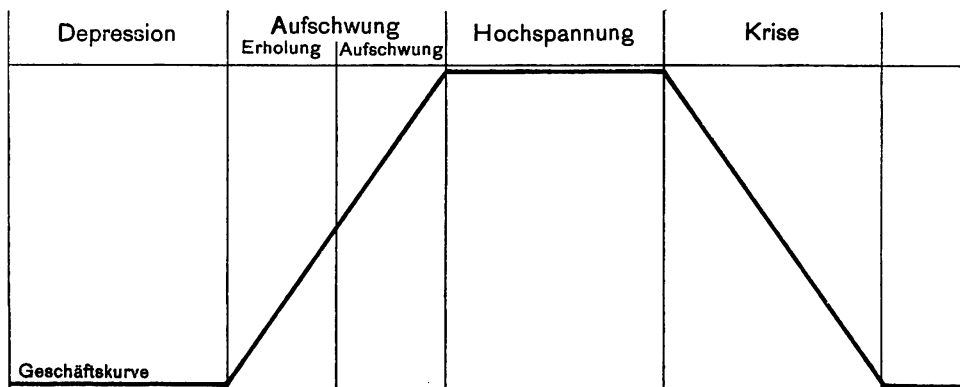 Depression
Aufschwung
Erholung
Aufschwung
Hochspannung
Krise
Geschäftskurve